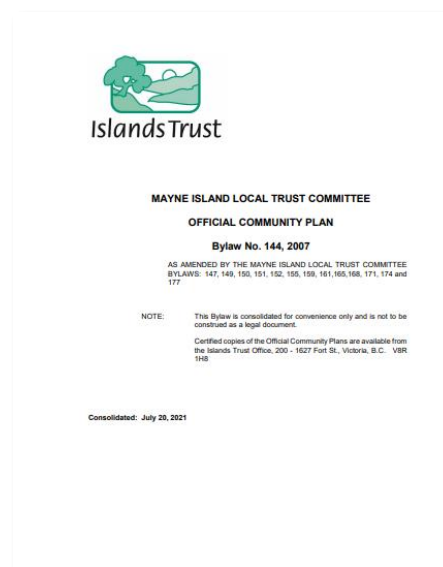 Islands Trust
MAYNE ISLAND LOCAL TRUST COMMITTEE
OFFICIAL COMMUNITY PLAN
Bylaw No. 144, 2007
AS AMENDED BY THE MAYNE ISLAND LOCAL TRUST COMMITTEE
BYLAWS: 147, 149, 150, 151, 152, 155, 159, 161,165,168, 171, 174 and
177
NOTE: This Bylaw is consolidated for convenience only and is not to be
construed as a legal document.
Certified copies of the Official Community Plans are available from
the Islands Trust Office, 200 - 1627 Fort St., Victoria, B.C. V8R
1H8
Consolidated: July 20, 2021